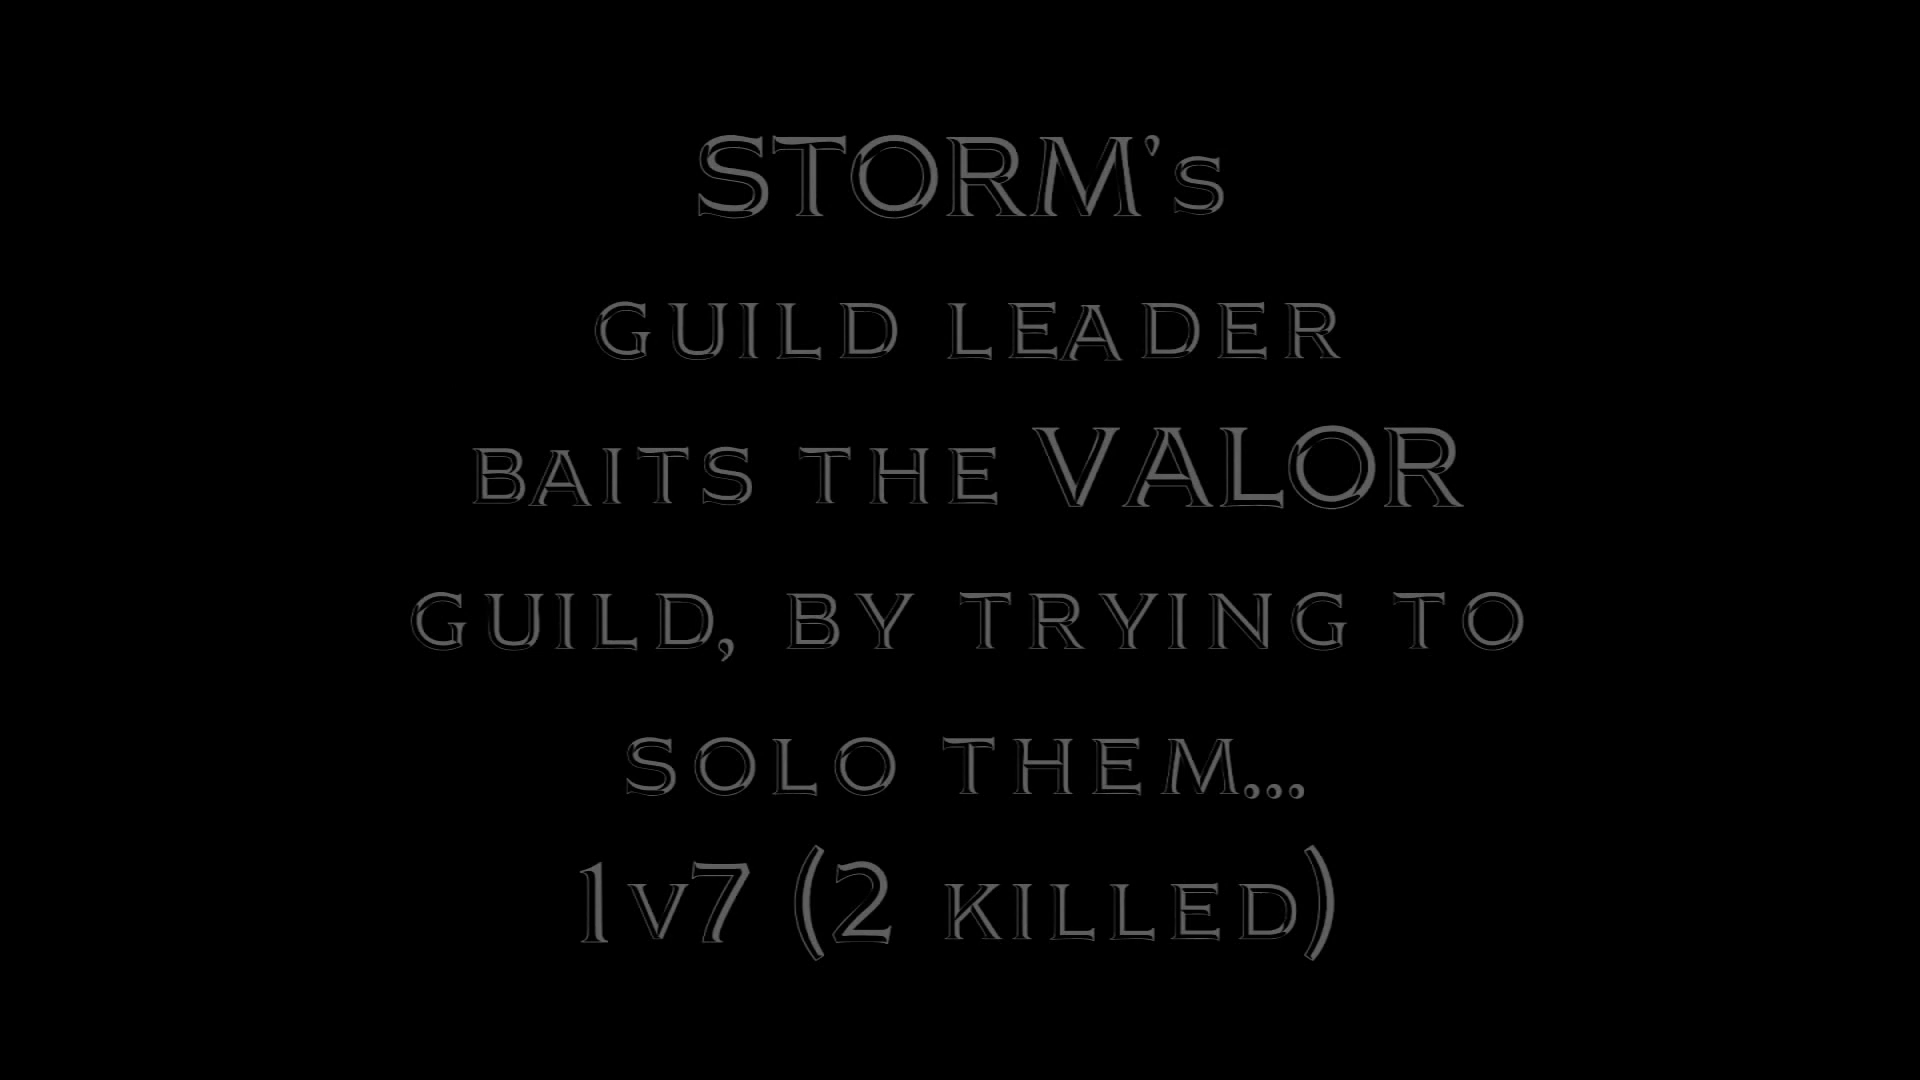 STORM's
GUILD LEADER
BAITS THE VALOR
GUILD, BY TRYING TO
SOLO THEM...
1v7 (2 KILLED)